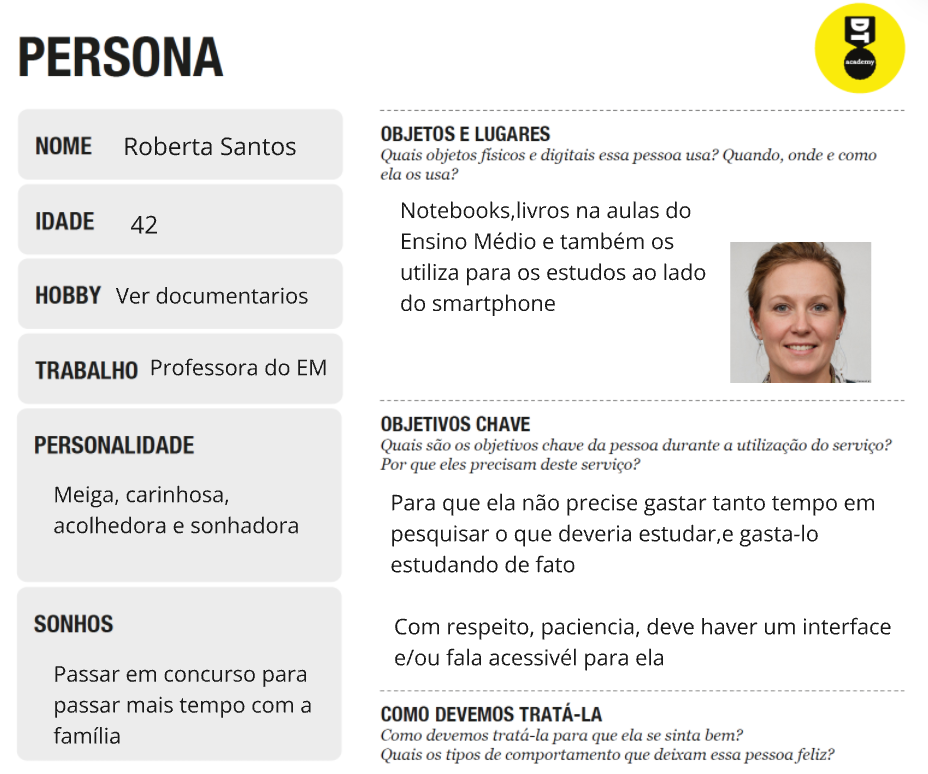 PERSONA
DT
academy
NOME Roberta Santos
IDADE 42
HOBBY Ver documentarios
TRABALHO Professora do EM
PERSONALIDADE
Meiga, carinhosa,
acolhedora e sonhadora
SONHOS
Passar em concurso para
passar mais tempo com a
família
OBJETOS E LUGARES
Quais objetos físicos e digitais essa pessoa usa? Quando, onde e como
ela os usa?
Notebooks,livros na aulas do
Ensino Médio e também os
utiliza para os estudos ao lado
do smartphone
OBJETIVOS CHAVE
Quais são os objetivos chave da pessoa durante a utilização do serviço?
Por que eles precisam deste serviço?
Para que ela não precise gastar tanto tempo em
pesquisar o que deveria estudar,e gasta-lo
estudando de fato
Com respeito, paciencia, deve haver um interface
e/ou fala acessivél para ela
COMO DEVEMOS TRATÁ-LA
Como devemos tratá-la para que ela se sinta bem?
Quais os tipos de comportamento que deixam essa pessoa feliz?